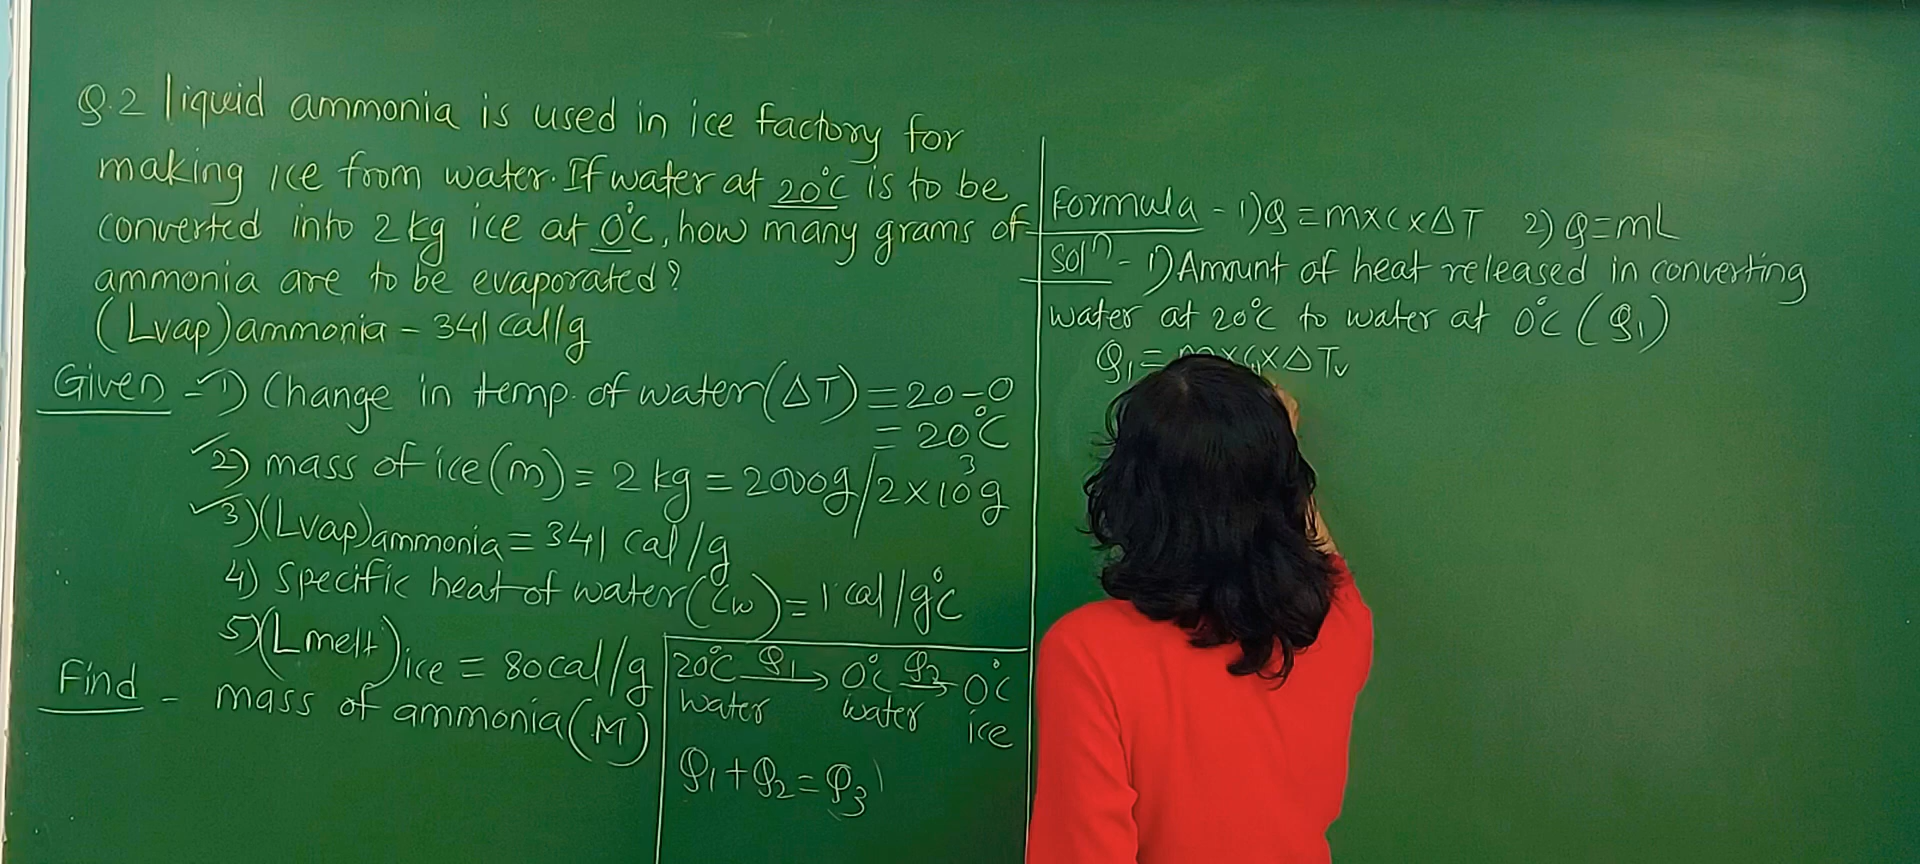 Q.2 liquid ammonia is used in ice factory for
making ice from water. If water at 20°C is to be
converted into 2 kg ice at 0°C, how many grams of
ammonia are to be evaporated?
(Lvap)ammonia - 341 cal/g
Given - 1) Change in temp. of water (ΔT) = 20-0
= 20°C
2) mass of ice (m) = 2 kg = 2000g/2×10³g
3) (Lvap)ammonia = 341 cal/g
4) Specific heat of water (Cw) = 1 cal/g°C
5) (Lmelt)ice = 80 cal/g
Find - mass of ammonia (M)
20°C Q1 → 0°C Q2 → 0°C
water water ice
Q1+Q2=Q3
Formula - 1) Q = m×c×ΔT 2) Q=mL
Solⁿ - 1) Amount of heat released in converting
water at 20°C to water at 0°C (Q1)
Q1 = m×c×ΔT